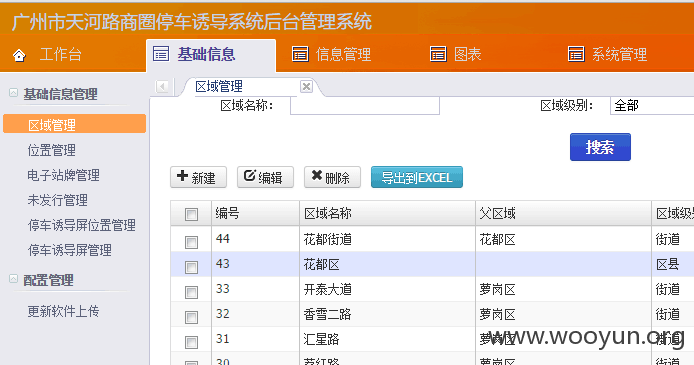 广州市天河路商圈停车诱导系统后台管理系统
工作台 基础信息 信息管理 图表 系统管理
基础信息管理
区域管理
位置管理
电子站牌管理
未发行管理
停车诱导屏位置管理
停车诱导屏管理
配置管理
更新软件上传
区域管理
区域名称： 区域级别： 全部
搜索
新建 编辑 删除 导出到EXCEL
编号 区域名称 父区域 区域级别
44 花都街道 花都区 街道
43 花都区 区县
33 开泰大道 萝岗区 街道
32 香雪二路 萝岗区 街道
31 汇星路 萝岗区 街道
30 荔红路 萝岗区 街道
www.wooyun.org